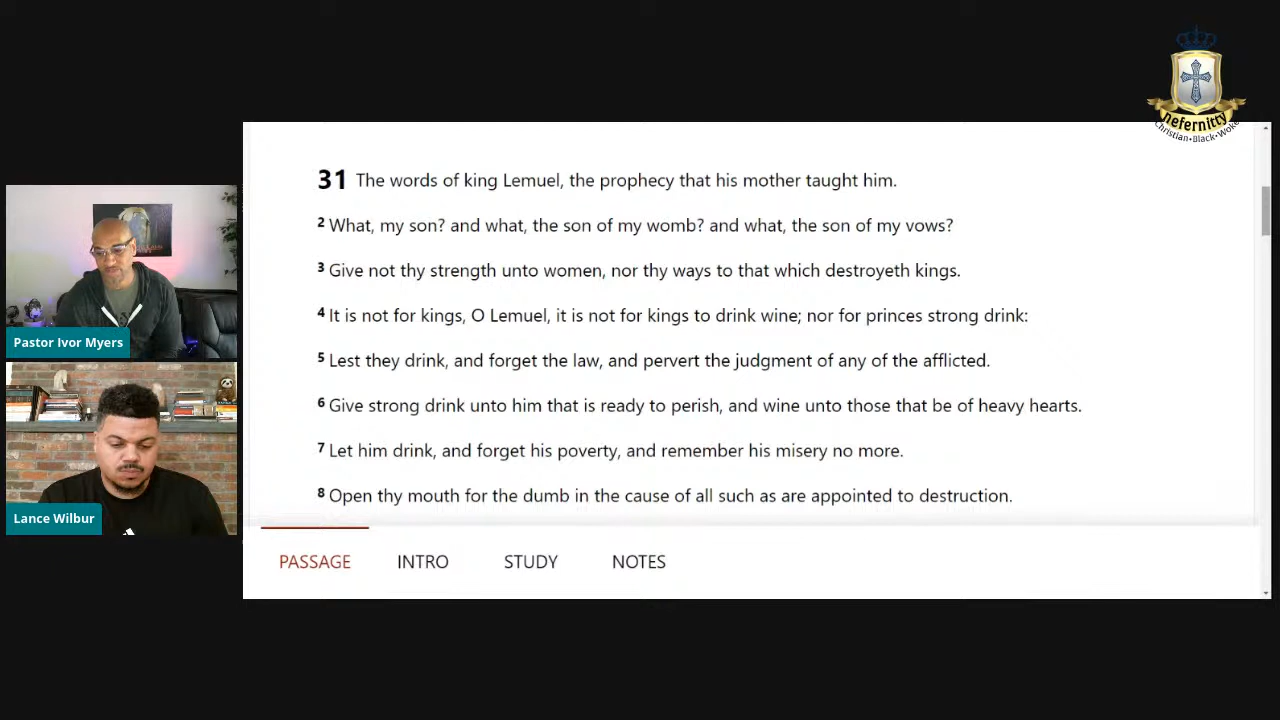 nefernitty
Christian•Black•Woke
31 The words of king Lemuel, the prophecy that his mother taught him.
2 What, my son? and what, the son of my womb? and what, the son of my vows?
3 Give not thy strength unto women, nor thy ways to that which destroyeth kings.
4 It is not for kings, O Lemuel, it is not for kings to drink wine; nor for princes strong drink:
5 Lest they drink, and forget the law, and pervert the judgment of any of the afflicted.
6 Give strong drink unto him that is ready to perish, and wine unto those that be of heavy hearts.
7 Let him drink, and forget his poverty, and remember his misery no more.
8 Open thy mouth for the dumb in the cause of all such as are appointed to destruction.
PASSAGE INTRO STUDY NOTES
Pastor Ivor Myers
Lance Wilbur